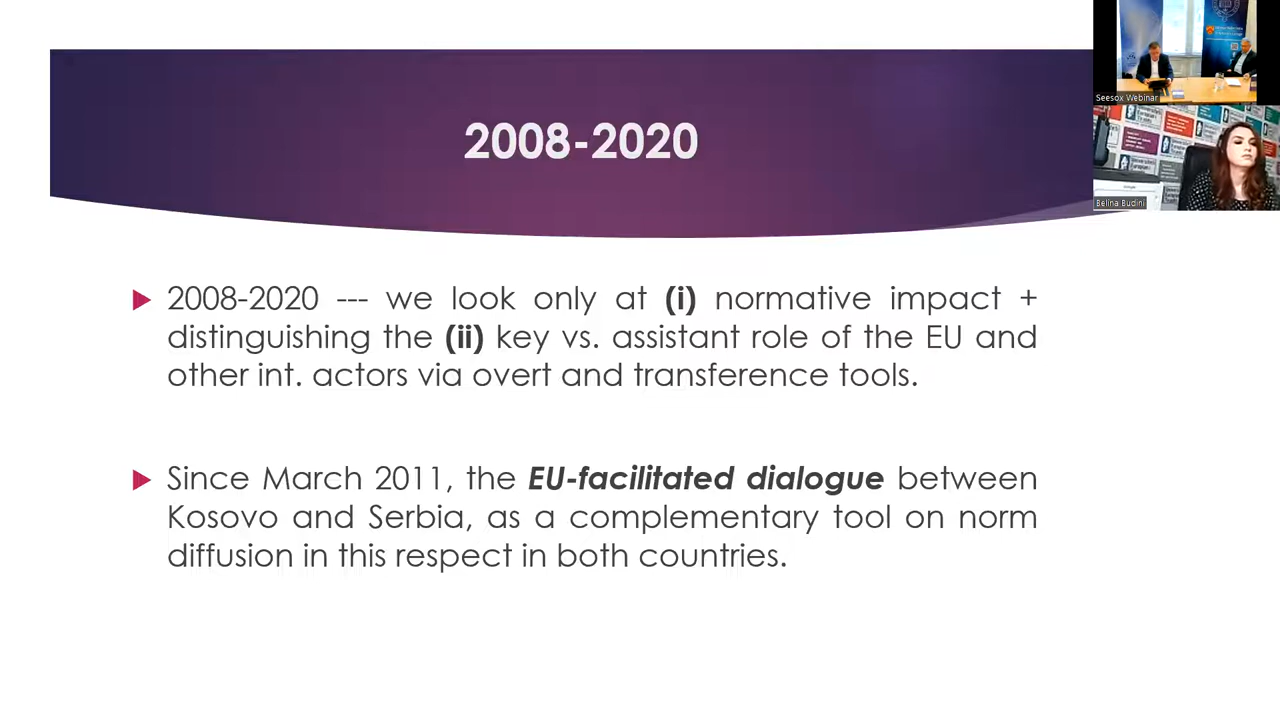 2008-2020
2008-2020 --- we look only at (i) normative impact +
distinguishing the (ii) key vs. assistant role of the EU and
other int. actors via overt and transference tools.
Since March 2011, the EU-facilitated dialogue between
Kosovo and Serbia, as a complementary tool on norm
diffusion in this respect in both countries.
Seesox Webinar
Belina Budini